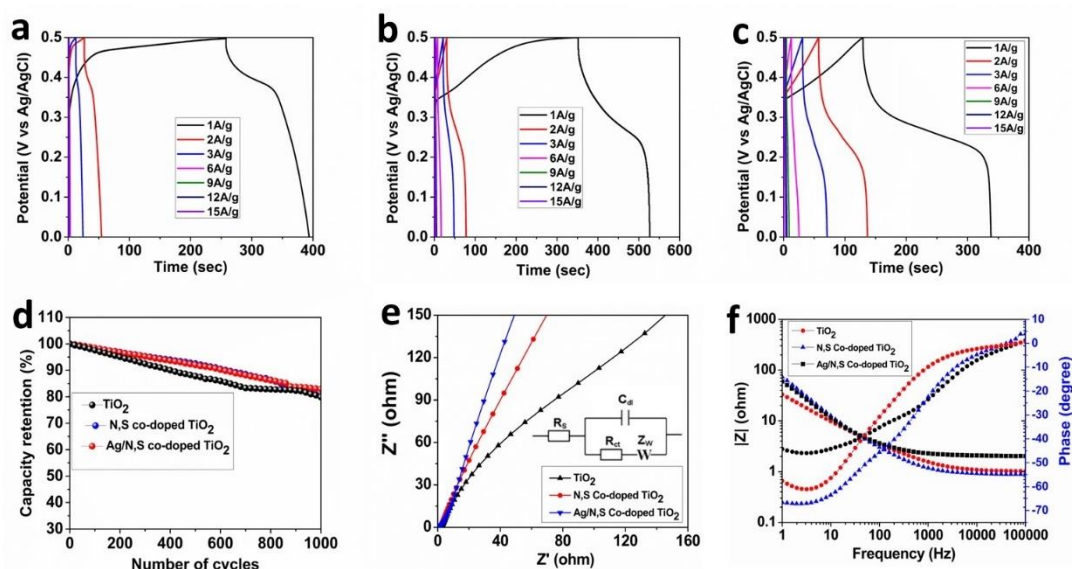 a
0.5
0.4
0.3
0.2
0.1
0.0
Potential (V vs Ag/AgCl)
1A/g
2A/g
3A/g
6A/g
9A/g
12A/g
15A/g
0 100 200 300 400
Time (sec)
b
0.5
0.4
0.3
0.2
0.1
0.0
Potential (V vs Ag/AgCl)
1A/g
2A/g
3A/g
6A/g
9A/g
12A/g
15A/g
0 100 200 300 400 500 600
Time (sec)
c
0.5
0.4
0.3
0.2
0.1
0.0
Potential (V vs Ag/AgCl)
1A/g
2A/g
3A/g
6A/g
9A/g
12A/g
15A/g
0 100 200 300 400
Time (sec)
d
110
100
90
80
70
60
50
40
30
Capacity retention (%)
TiO₂
N,S co-doped TiO₂
Ag/N,S co-doped TiO₂
0 200 400 600 800 1000
Number of cycles
e
150
120
90
60
30
0
Z'' (ohm)
Rs
Cdl
Rct
Zw
W
TiO₂
N,S Co-doped TiO₂
Ag/N,S Co-doped TiO₂
0 40 80 120 160
Z' (ohm)
f
1000
100
10
1
0.1
|Z| (ohm)
TiO₂
N,S Co-doped TiO₂
Ag/N,S Co-doped TiO₂
10
0
-10
-20
-30
-40
-50
-60
-70
Phase (degree)
1 10 100 1000 10000 100000
Frequency (Hz)